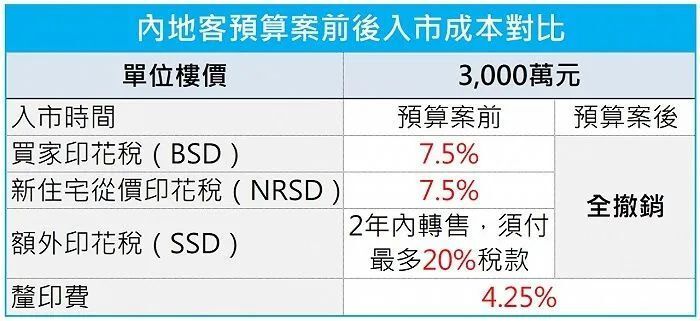 內地客預算案前後入市成本對比
單位樓價 3,000萬元
入市時間 預算案前 預算案後
買家印花稅（BSD） 7.5%
新住宅從價印花稅（NRSD） 7.5%
全撤銷
額外印花稅（SSD） 2年內轉售，須付
最多20%稅款
釐印費 4.25%